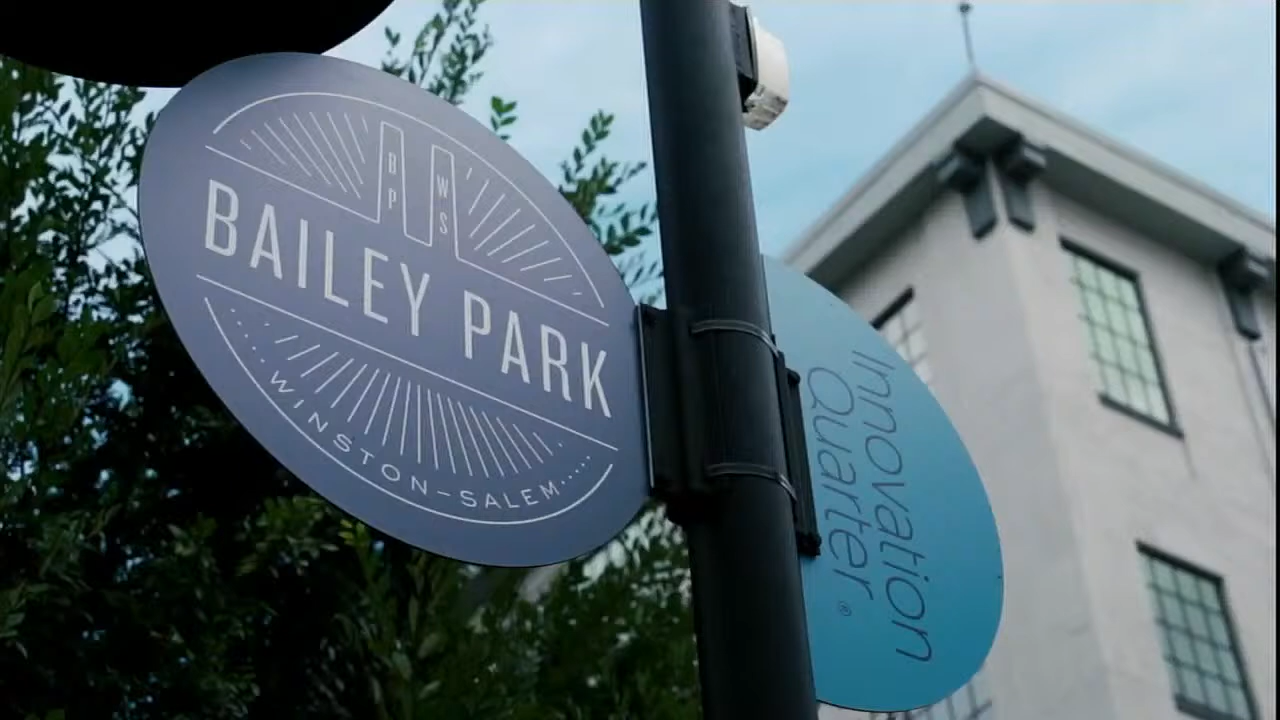 BP
WS
BAILEY PARK
WINSTON-SALEM
Innovation
Quarter®